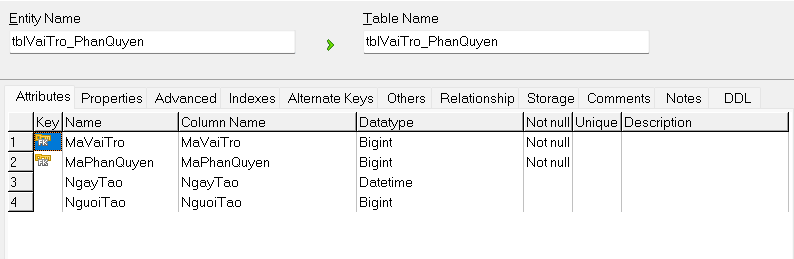 Entity Name Table Name
tblVaiTro_PhanQuyen tblVaiTro_PhanQuyen
Attributes Properties Advanced Indexes Alternate Keys Others Relationship Storage Comments Notes DDL
Key Name Column Name Datatype Not null Unique Description
1 FK MaVaiTro MaVaiTro Bigint Not null
2 FK MaPhanQuyen MaPhanQuyen Bigint Not null
3 NgayTao NgayTao Datetime
4 NguoiTao NguoiTao Bigint